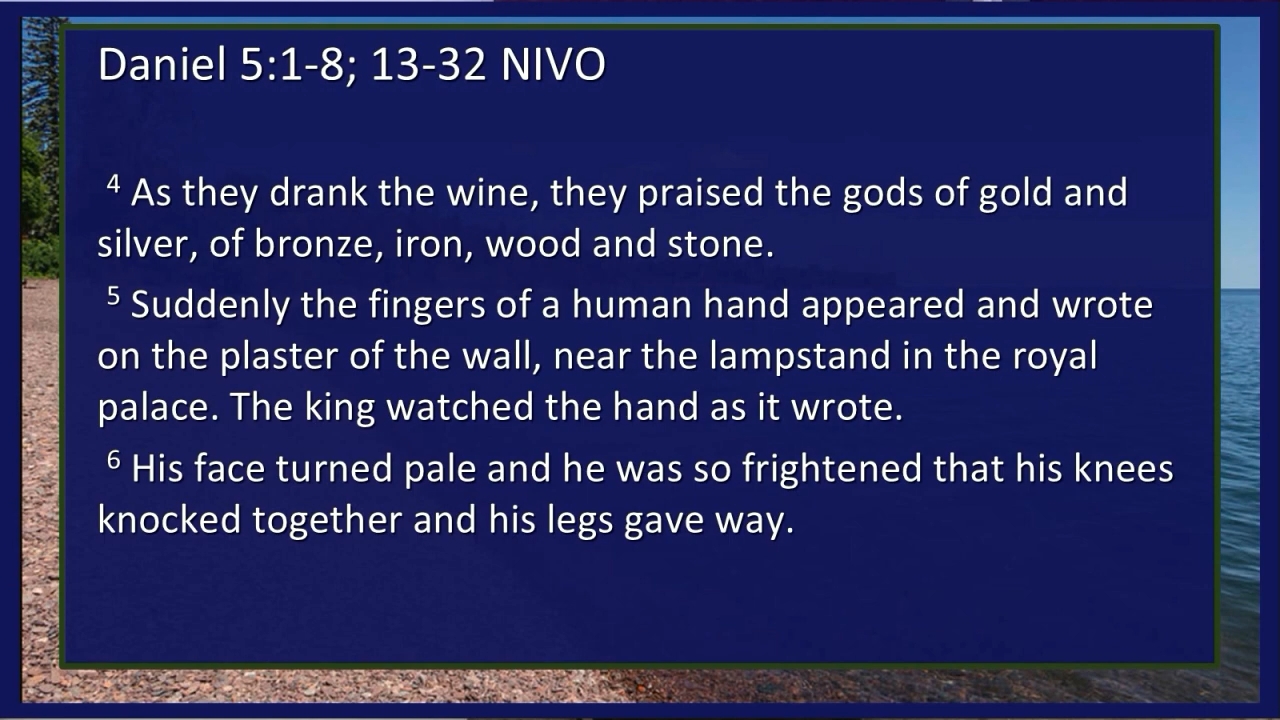 Daniel 5:1-8; 13-32 NIVO
4 As they drank the wine, they praised the gods of gold and
silver, of bronze, iron, wood and stone.
5 Suddenly the fingers of a human hand appeared and wrote
on the plaster of the wall, near the lampstand in the royal
palace. The king watched the hand as it wrote.
6 His face turned pale and he was so frightened that his knees
knocked together and his legs gave way.